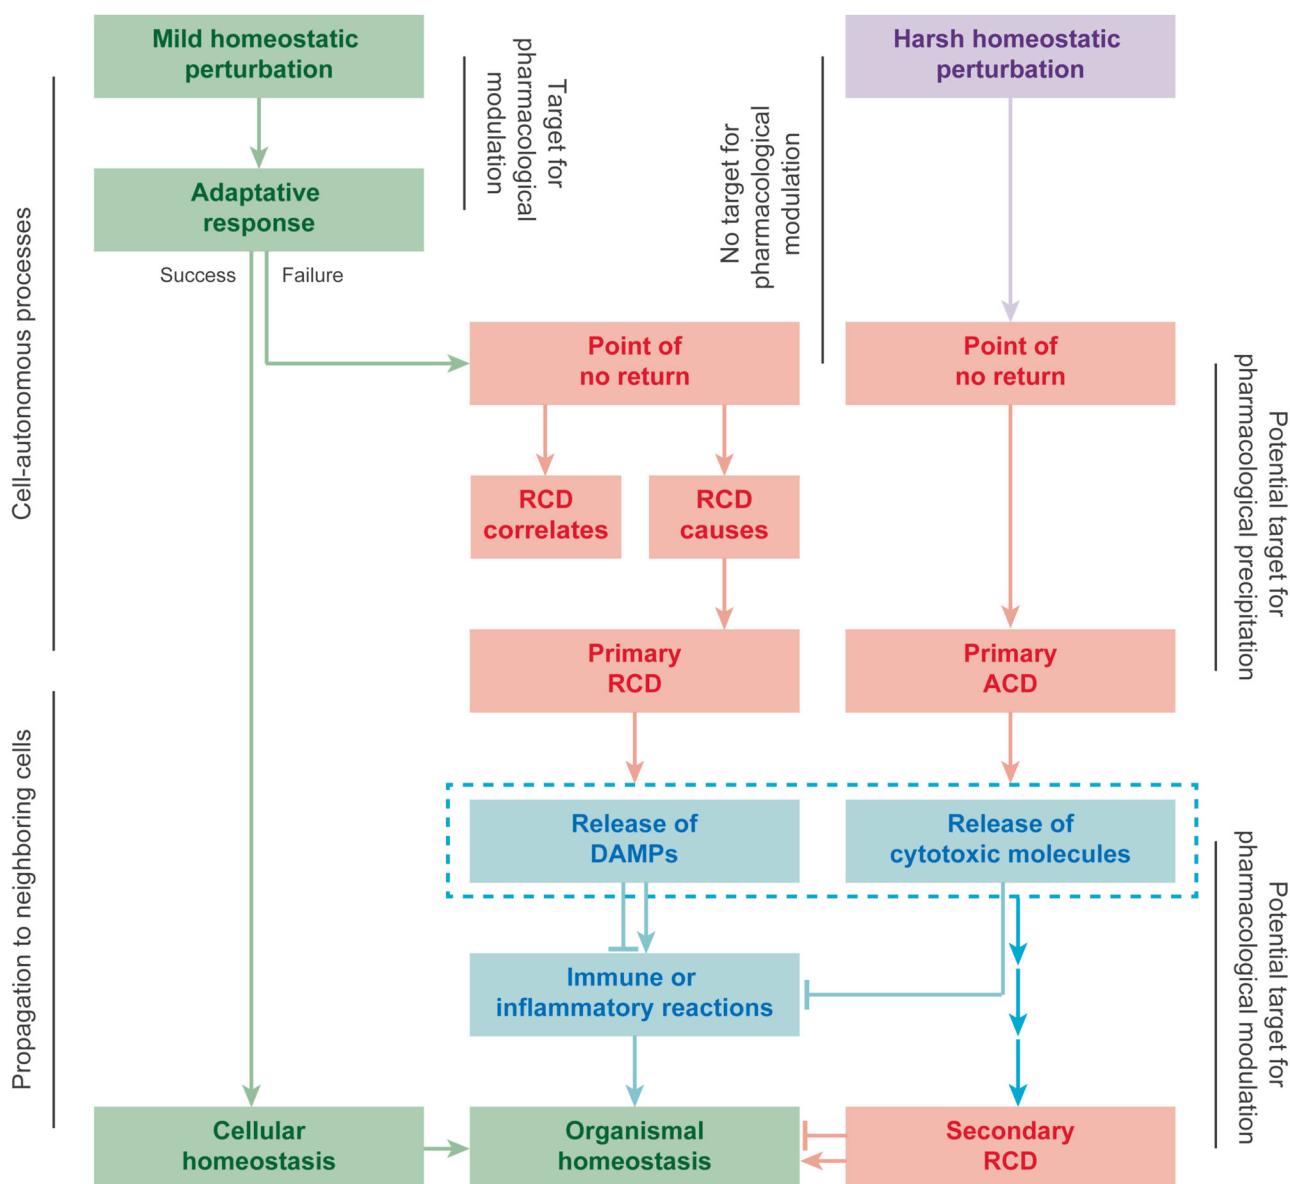 Mild homeostatic
perturbation
Harsh homeostatic
perturbation
Target for
pharmacological
modulation
No target for
pharmacological
modulation
Adaptative
response
Success
Failure
Cell-autonomous processes
Point of
no return
Point of
no return
Potential target for
pharmacological precipitation
RCD
correlates
RCD
causes
Primary
RCD
Primary
ACD
Propagation to neighboring cells
Release of
DAMPs
Release of
cytotoxic molecules
Potential target for
pharmacological modulation
Immune or
inflammatory reactions
Cellular
homeostasis
Organismal
homeostasis
Secondary
RCD